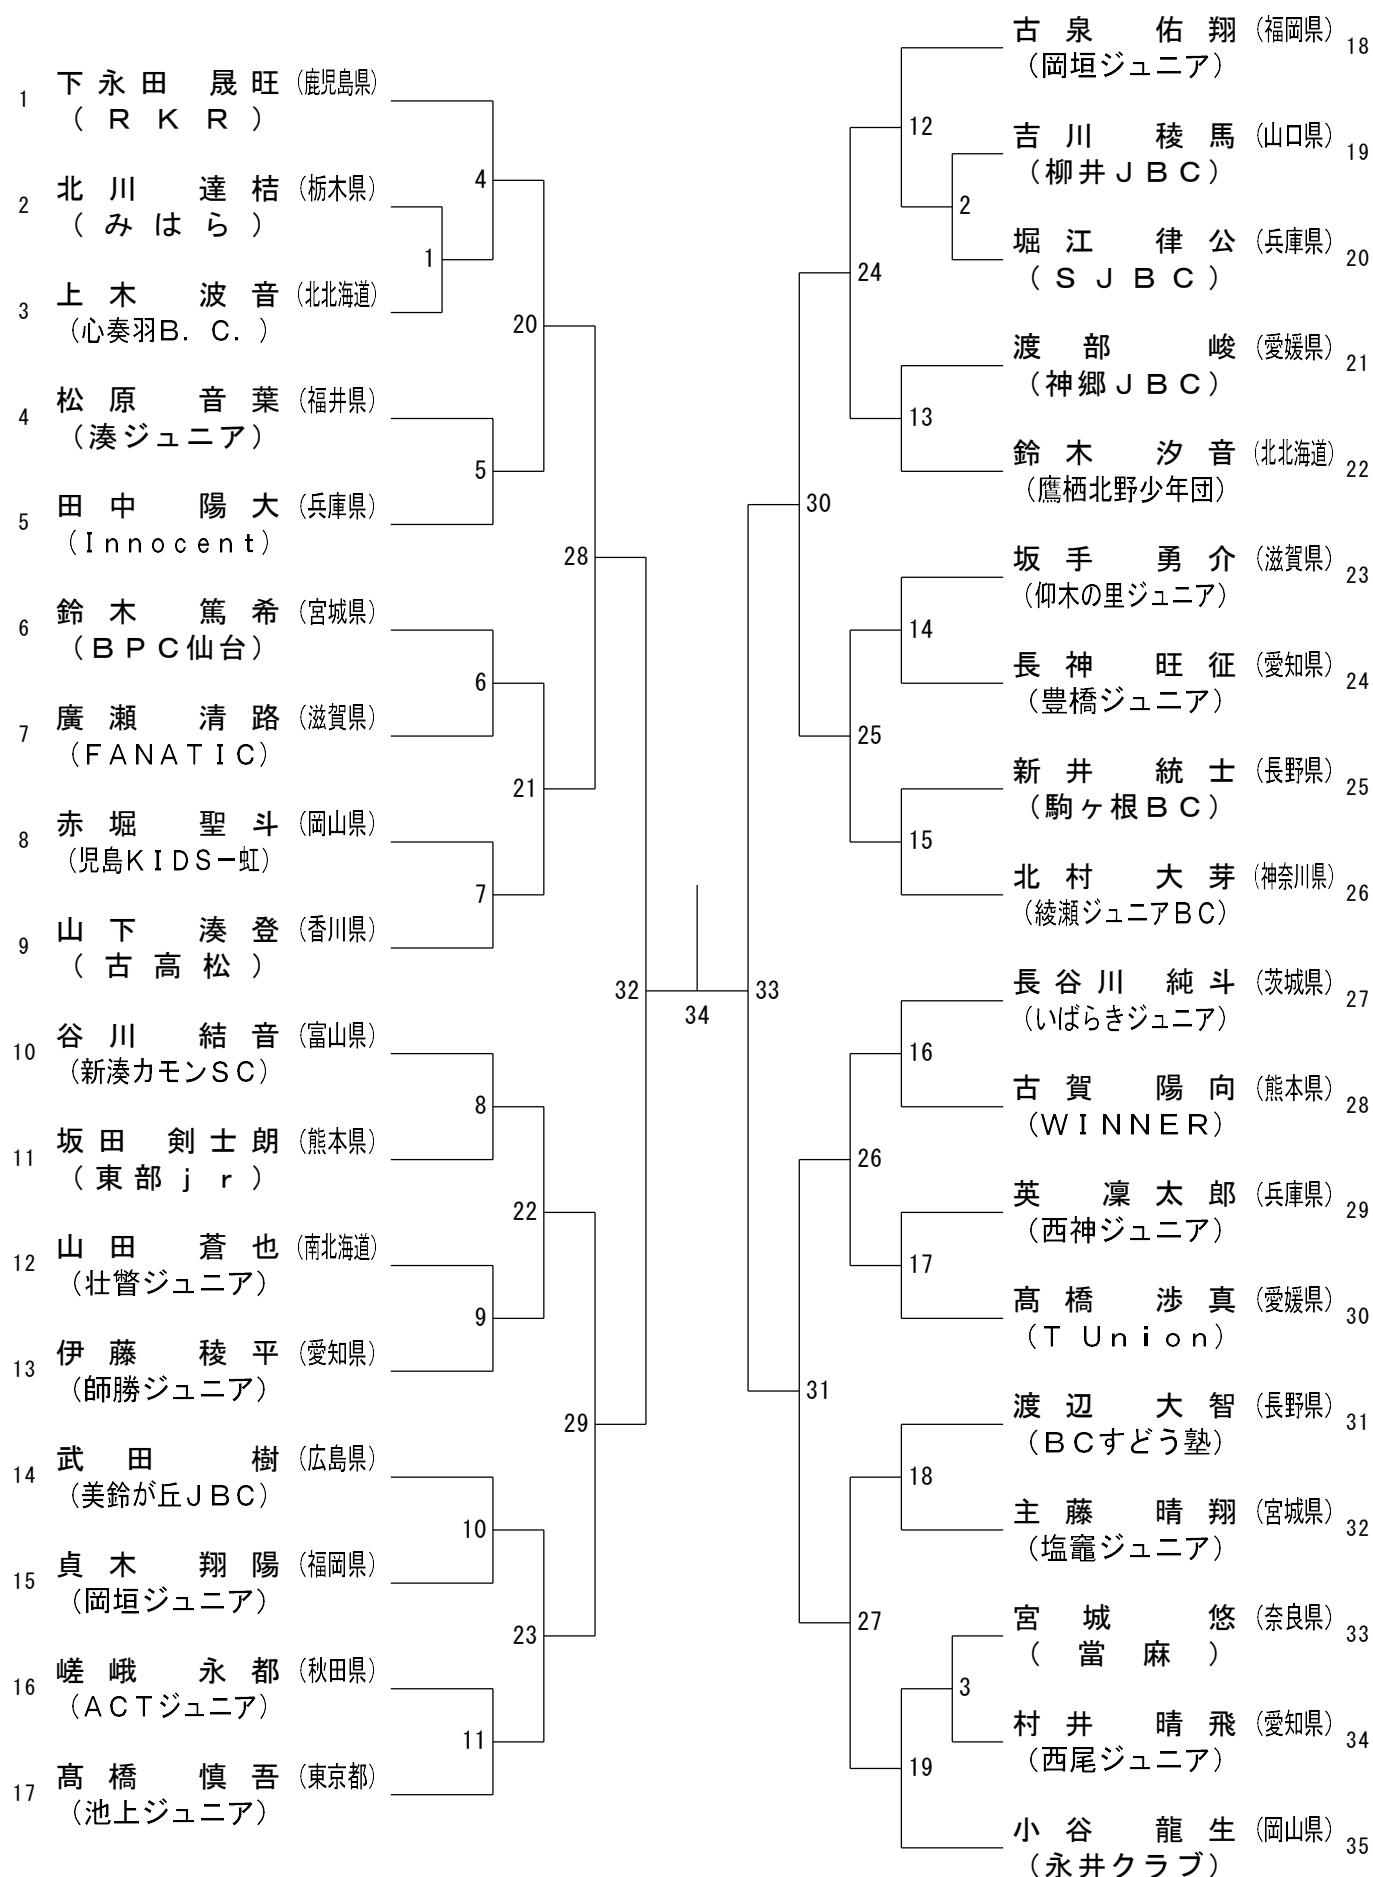 1 下永田 晟旺 (鹿児島県)
(RKR)
2 北川 達桔 (栃木県)
(みはら)
3 上木 波音 (北北海道)
(心奏羽B.C.)
4 松原 音葉 (福井県)
(湊ジュニア)
5 田中 陽大 (兵庫県)
(Innocent)
6 鈴木 篤希 (宮城県)
(BPC仙台)
7 廣瀬 清路 (滋賀県)
(FANATIC)
8 赤堀 聖斗 (岡山県)
(児島KIDS－虹)
9 山下 湊登 (香川県)
(古高松)
10 谷川 結音 (富山県)
(新湊カモンSC)
11 坂田 剣士朗 (熊本県)
(東部jr)
12 山田 蒼也 (南北海道)
(壮瞥ジュニア)
13 伊藤 稜平 (愛知県)
(師勝ジュニア)
14 武田 樹 (広島県)
(美鈴が丘JBC)
15 貞木 翔陽 (福岡県)
(岡垣ジュニア)
16 嵯峨 永都 (秋田県)
(ACTジュニア)
17 髙橋 慎吾 (東京都)
(池上ジュニア)
1
4
5
6
7
8
9
10
11
20
21
22
23
28
29
32
34
33
30
31
24
25
26
27
12
13
14
15
16
17
18
19
2
3
古泉 佑翔 (福岡県) 18
(岡垣ジュニア)
吉川 稜馬 (山口県) 19
(柳井JBC)
堀江 律公 (兵庫県) 20
(SJBC)
渡部 峻 (愛媛県) 21
(神郷JBC)
鈴木 汐音 (北北海道) 22
(鷹栖北野少年団)
坂手 勇介 (滋賀県) 23
(仰木の里ジュニア)
長神 旺征 (愛知県) 24
(豊橋ジュニア)
新井 統士 (長野県) 25
(駒ヶ根BC)
北村 大芽 (神奈川県) 26
(綾瀬ジュニアBC)
長谷川 純斗 (茨城県) 27
(いばらきジュニア)
古賀 陽向 (熊本県) 28
(WINNER)
英 凜太郎 (兵庫県) 29
(西神ジュニア)
髙橋 渉真 (愛媛県) 30
(T Union)
渡辺 大智 (長野県) 31
(BCすどう塾)
主藤 晴翔 (宮城県) 32
(塩竈ジュニア)
宮城 悠 (奈良県) 33
(當麻)
村井 晴飛 (愛知県) 34
(西尾ジュニア)
小谷 龍生 (岡山県) 35
(永井クラブ)